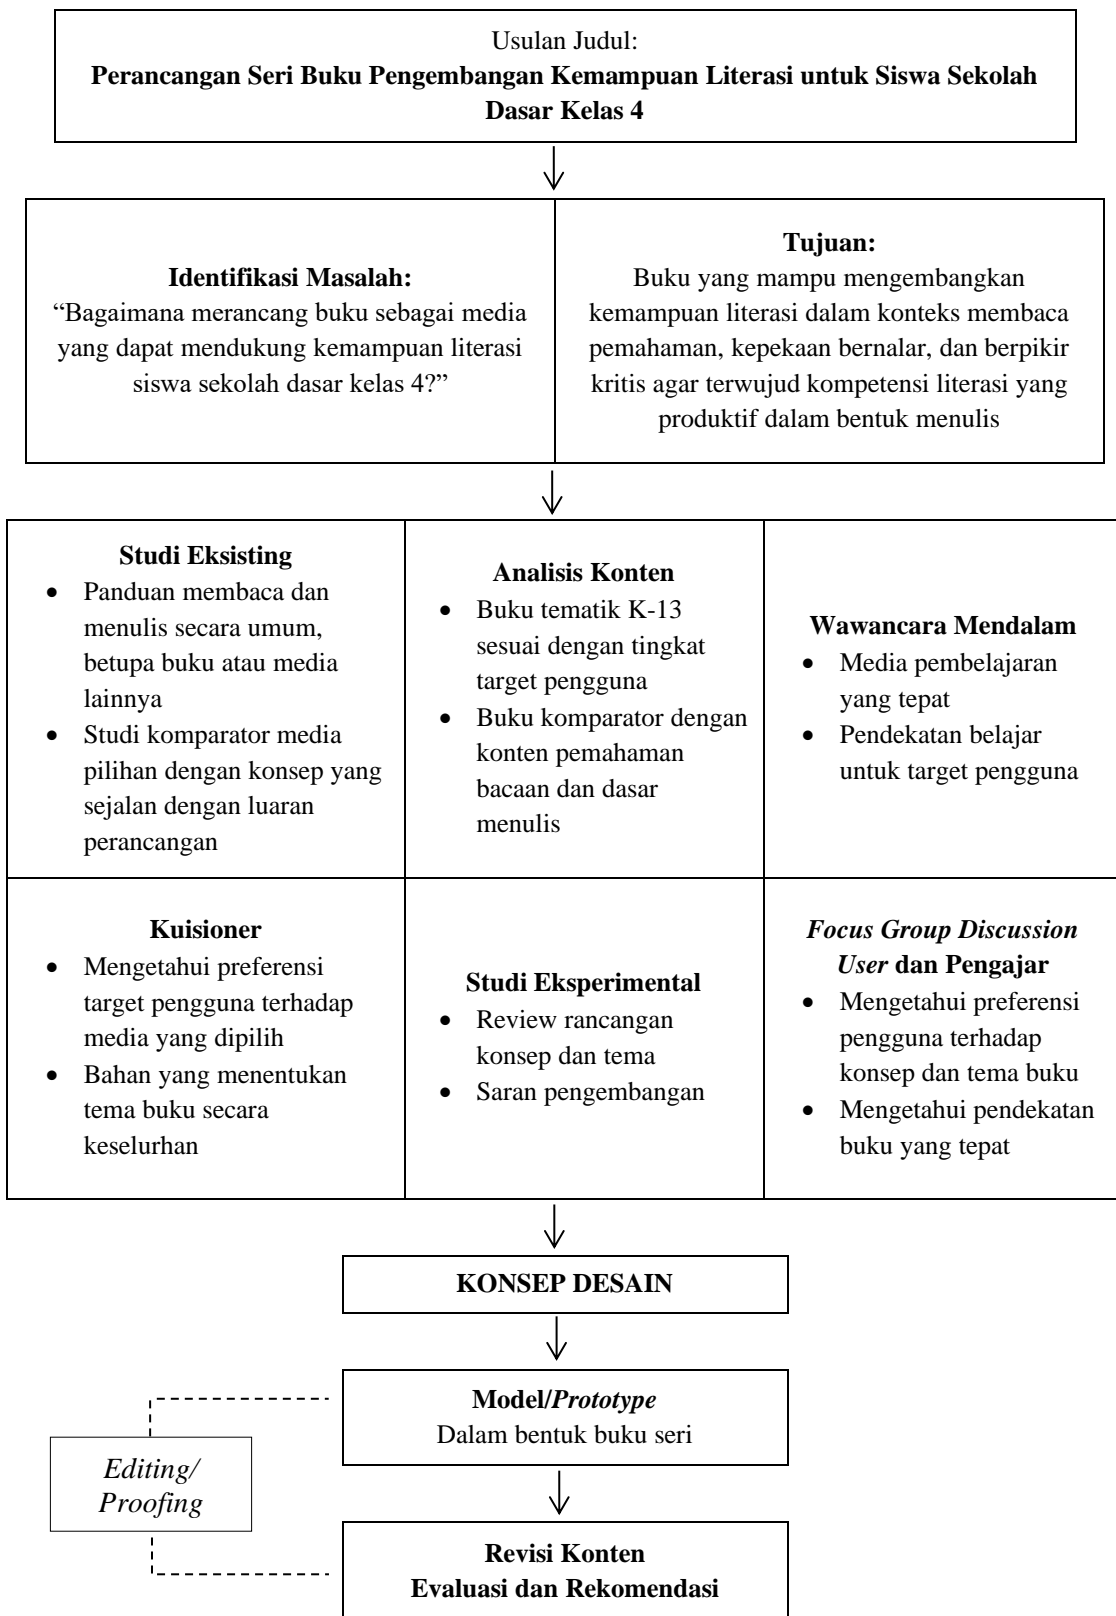 Usulan Judul:
Perancangan Seri Buku Pengembangan Kemampuan Literasi untuk Siswa Sekolah
Dasar Kelas 4
Identifikasi Masalah:
“Bagaimana merancang buku sebagai media
yang dapat mendukung kemampuan literasi
siswa sekolah dasar kelas 4?”
Tujuan:
Buku yang mampu mengembangkan
kemampuan literasi dalam konteks membaca
pemahaman, kepekaan bernalar, dan berpikir
kritis agar terwujud kompetensi literasi yang
produktif dalam bentuk menulis
Studi Eksisting
• Panduan membaca dan
menulis secara umum,
betupa buku atau media
lainnya
• Studi komparator media
pilihan dengan konsep yang
sejalan dengan luaran
perancangan
Analisis Konten
• Buku tematik K-13
sesuai dengan tingkat
target pengguna
• Buku komparator dengan
konten pemahaman
bacaan dan dasar
menulis
Wawancara Mendalam
• Media pembelajaran
yang tepat
• Pendekatan belajar
untuk target pengguna
Kuisioner
• Mengetahui preferensi
target pengguna terhadap
media yang dipilih
• Bahan yang menentukan
tema buku secara
keselurhan
Studi Eksperimental
• Review rancangan
konsep dan tema
• Saran pengembangan
Focus Group Discussion
User dan Pengajar
• Mengetahui preferensi
pengguna terhadap
konsep dan tema buku
• Mengetahui pendekatan
buku yang tepat
KONSEP DESAIN
Model/Prototype
Dalam bentuk buku seri
Editing/
Proofing
Revisi Konten
Evaluasi dan Rekomendasi